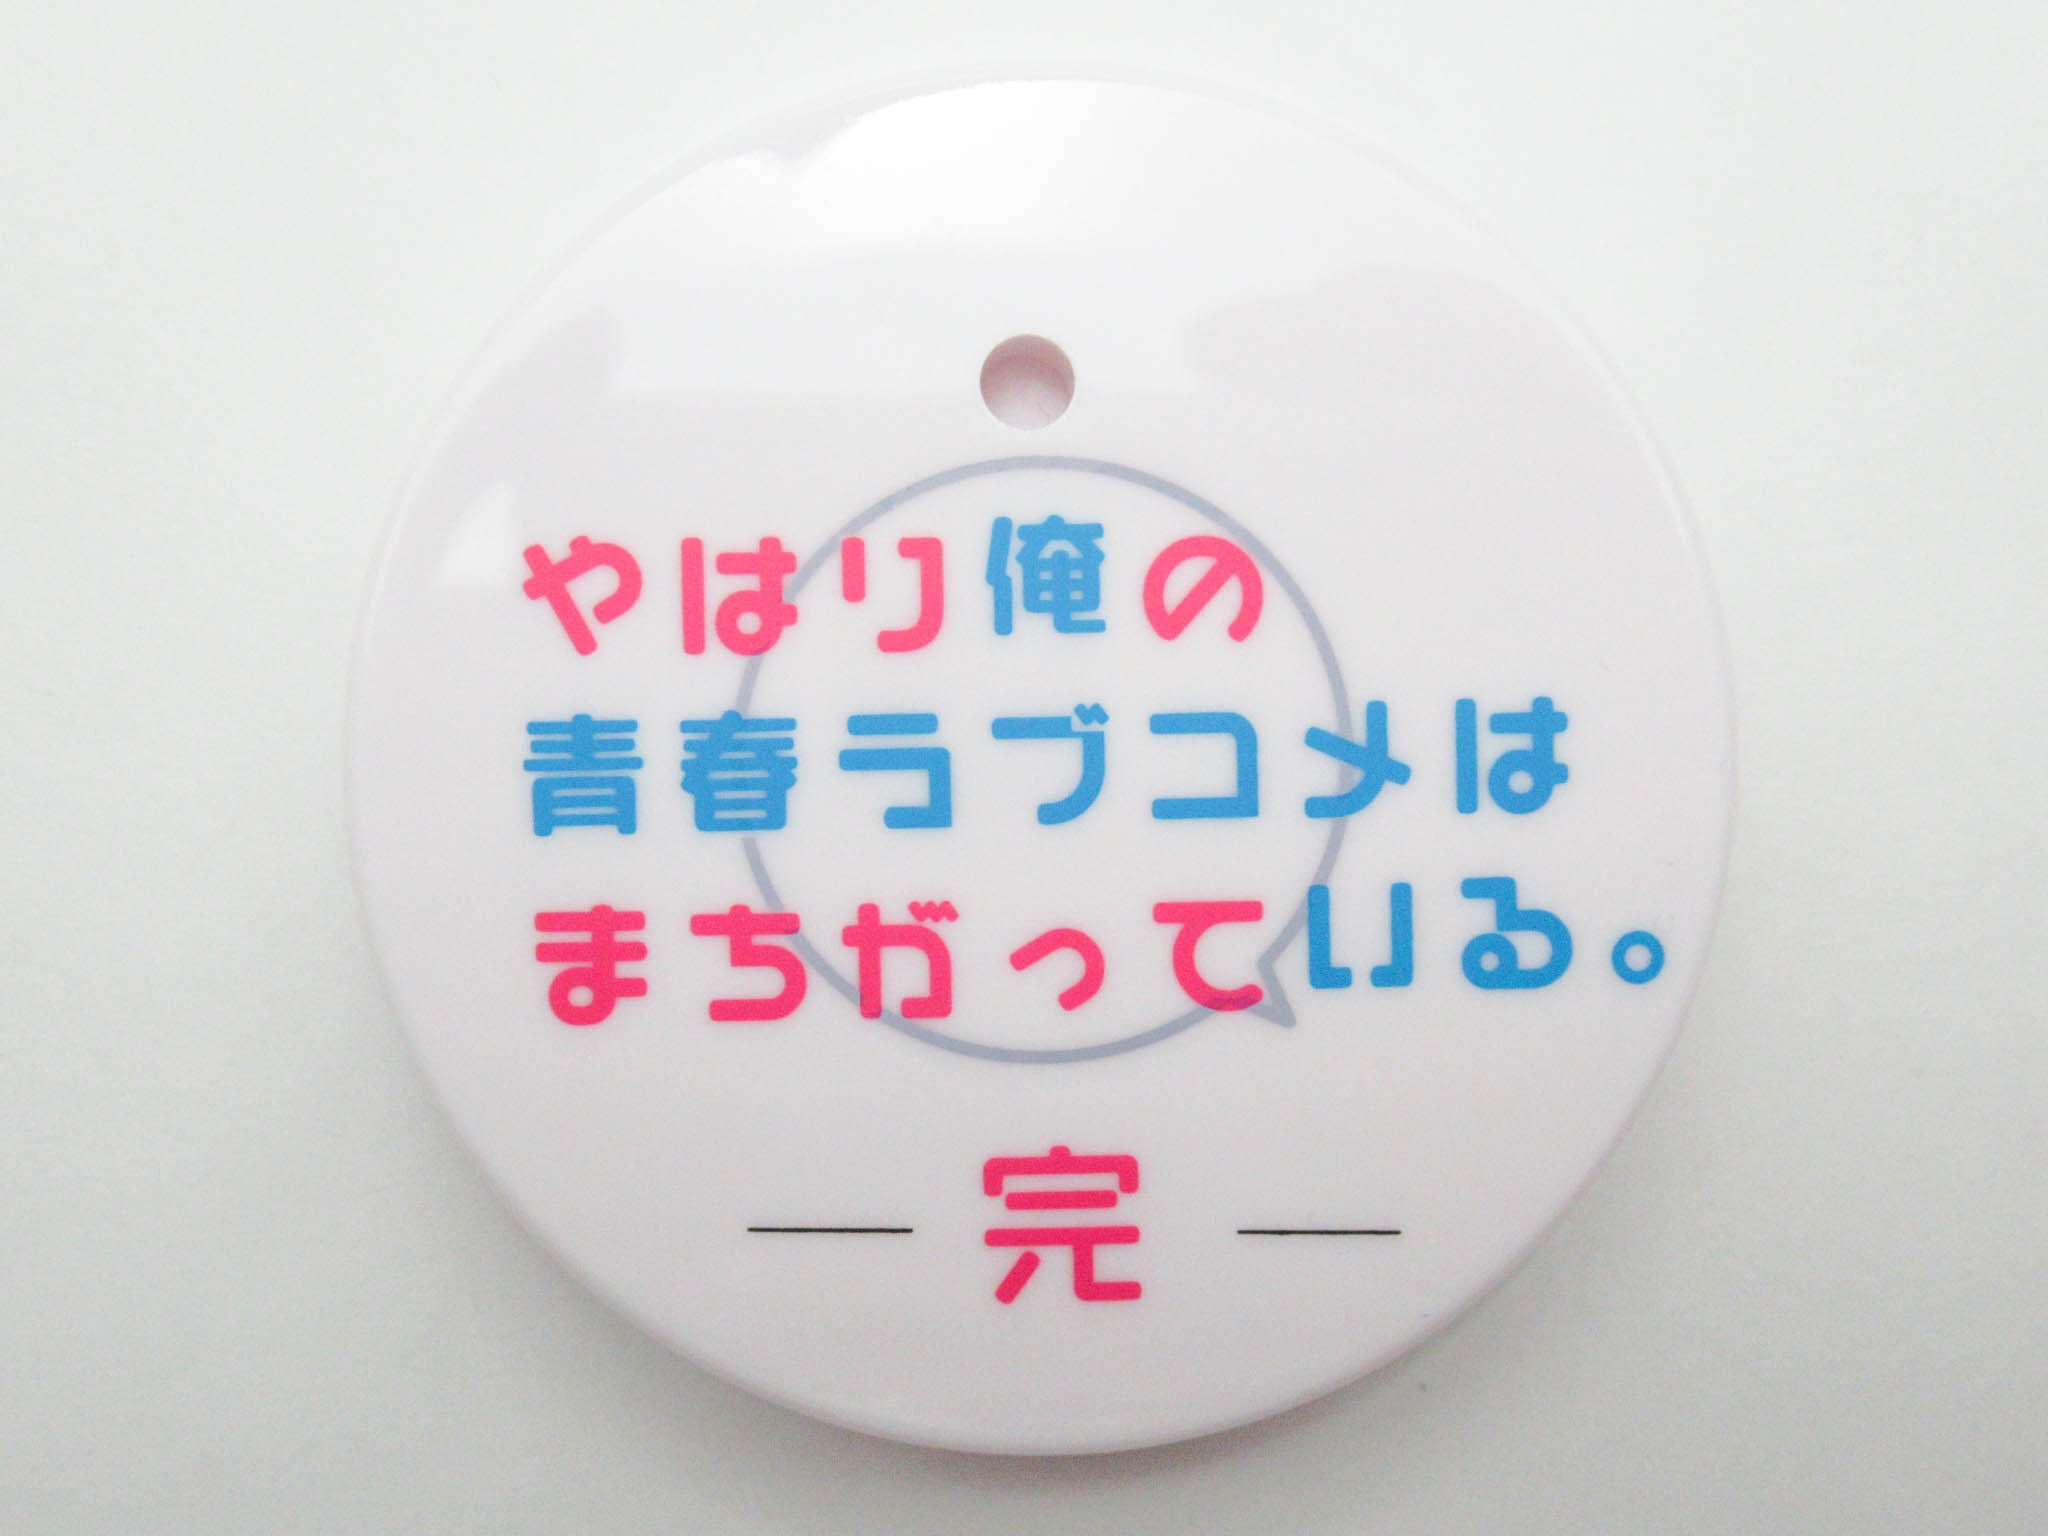 やはり俺の
青春ラブコメは
まちがっている。
完